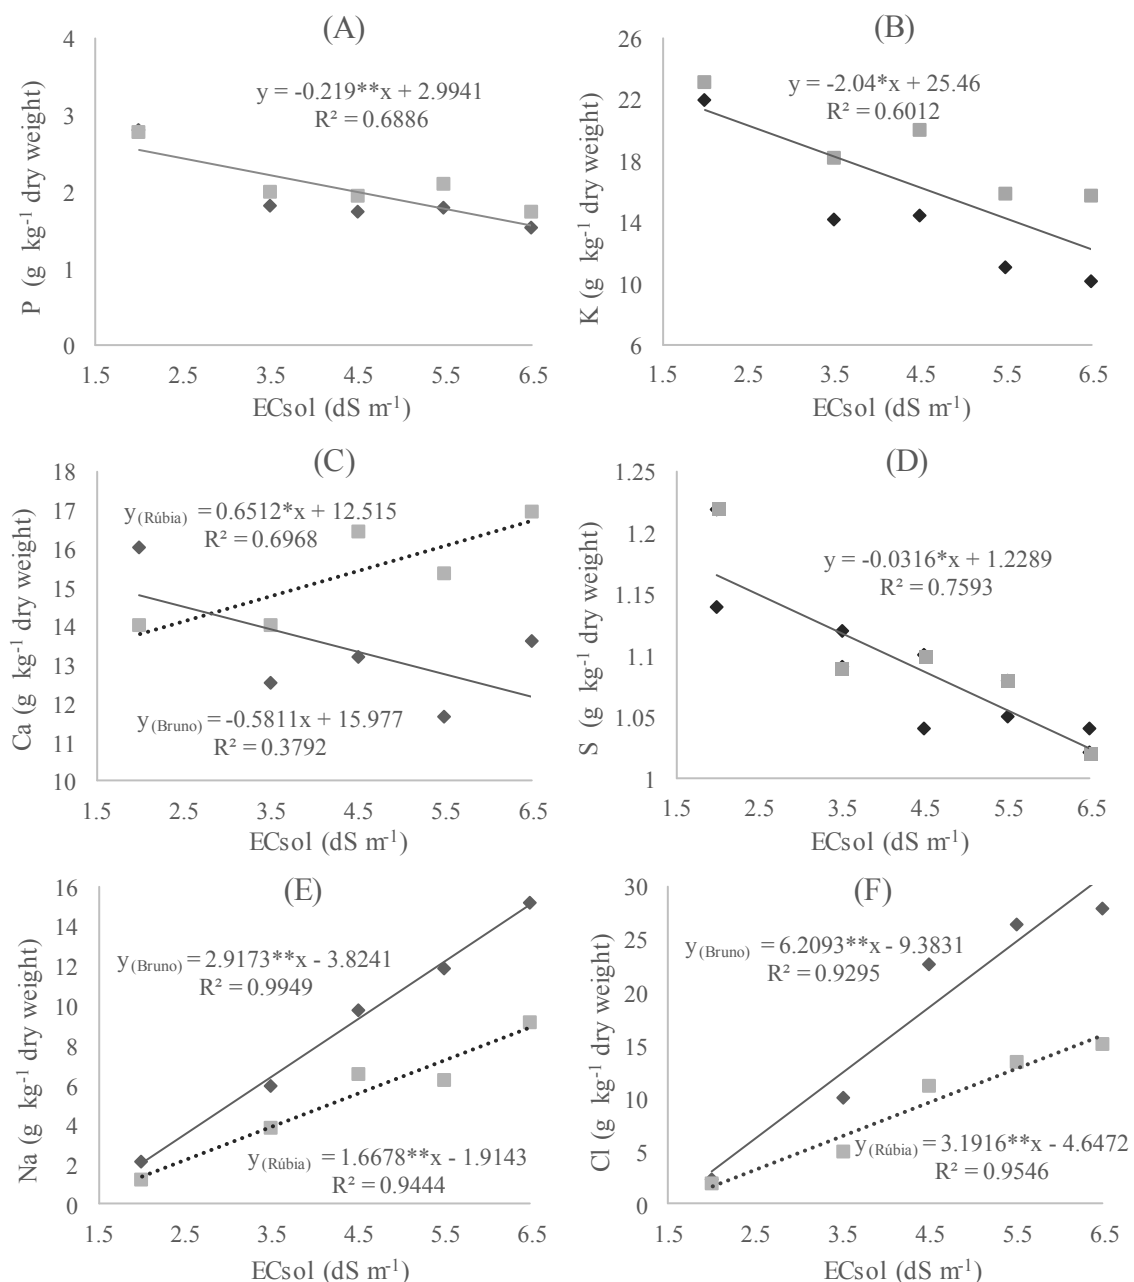 (A)
P (g kg-1 dry weight)
4
3
2
1
0
y = -0.219**x + 2.9941
R² = 0.6886
1.5 2.5 3.5 4.5 5.5 6.5
ECsol (dS m-1)
(B)
K (g kg-1 dry weight)
26
22
18
14
10
6
y = -2.04*x + 25.46
R² = 0.6012
1.5 2.5 3.5 4.5 5.5 6.5
ECsol (dS m-1)
(C)
Ca (g kg-1 dry weight)
18
17
16
15
14
13
12
11
10
y(Rúbia) = 0.6512*x + 12.515
R² = 0.6968
y(Bruno) = -0.5811x + 15.977
R² = 0.3792
1.5 2.5 3.5 4.5 5.5 6.5
ECsol (dS m-1)
(D)
S (g kg-1 dry weight)
1.25
1.2
1.15
1.1
1.05
1
y = -0.0316*x + 1.2289
R² = 0.7593
1.5 2.5 3.5 4.5 5.5 6.5
ECsol (dS m-1)
(E)
Na (g kg-1 dry weight)
16
14
12
10
8
6
4
2
0
y(Bruno) = 2.9173**x - 3.8241
R² = 0.9949
y(Rúbia) = 1.6678**x - 1.9143
R² = 0.9444
1.5 2.5 3.5 4.5 5.5 6.5
ECsol (dS m-1)
(F)
Cl (g kg-1 dry weight)
30
25
20
15
10
5
0
y(Bruno) = 6.2093**x - 9.3831
R² = 0.9295
y(Rúbia) = 3.1916**x - 4.6472
R² = 0.9546
1.5 2.5 3.5 4.5 5.5 6.5
ECsol (dS m-1)